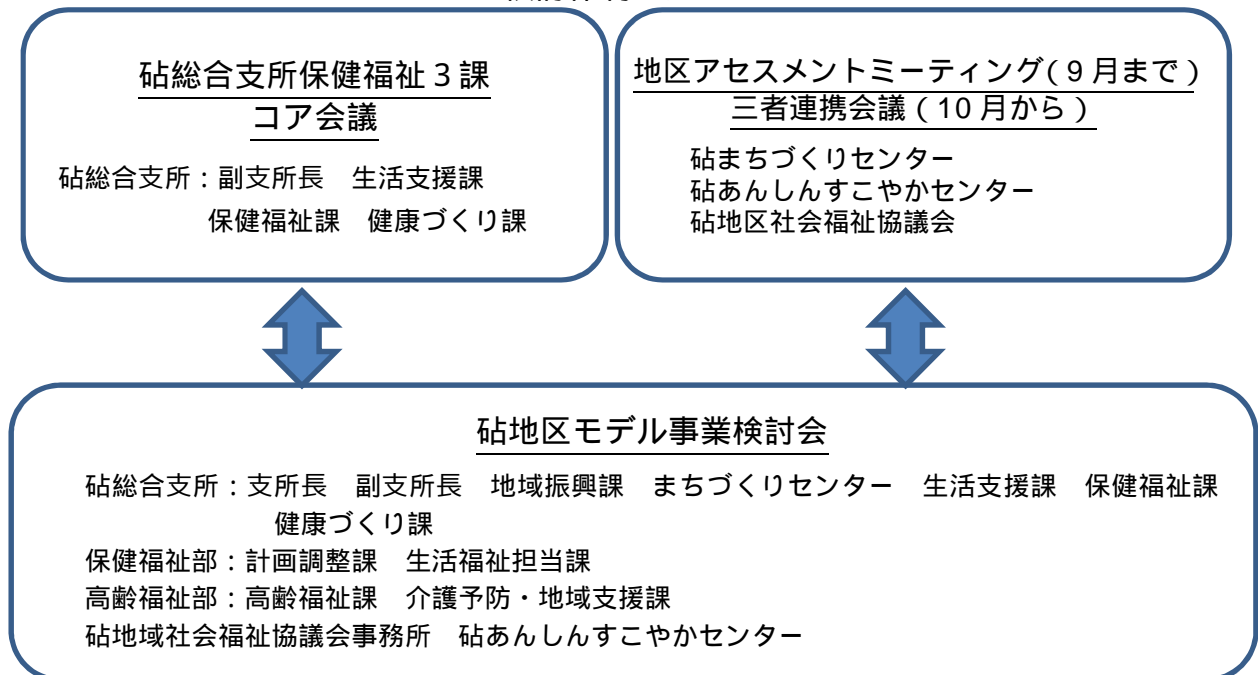 砧総合支所保健福祉３課
コア会議
砧総合支所：副支所長　生活支援課
保健福祉課　健康づくり課
地区アセスメントミーティング（９月まで）
三者連携会議（10月から）
砧まちづくりセンター
砧あんしんすこやかセンター
砧地区社会福祉協議会
砧地区モデル事業検討会
砧総合支所：支所長　副支所長　地域振興課　まちづくりセンター　生活支援課　保健福祉課
健康づくり課
保健福祉部：計画調整課　生活福祉担当課
高齢福祉部：高齢福祉課　介護予防・地域支援課
砧地域社会福祉協議会事務所　砧あんしんすこやかセンター